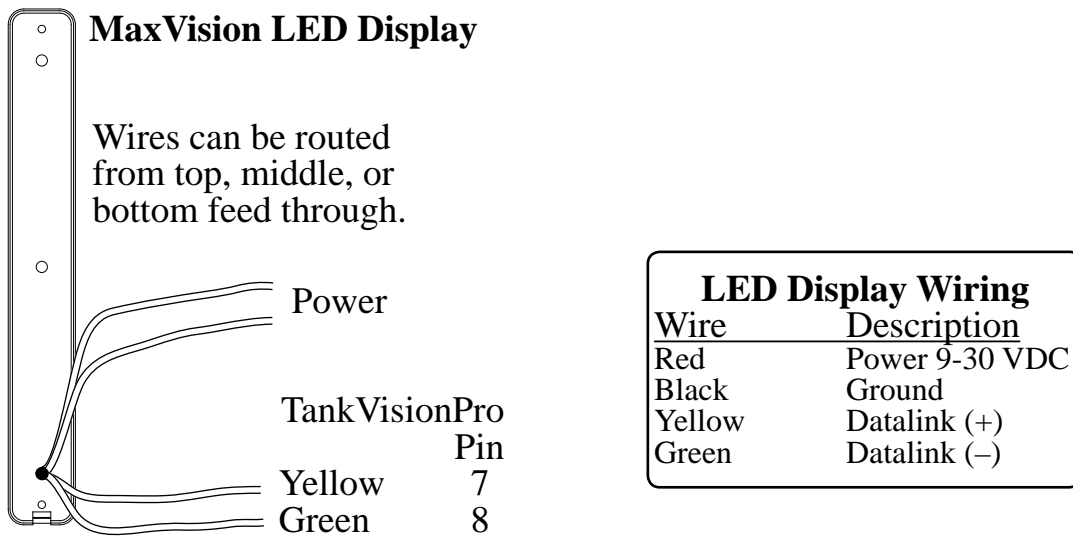 MaxVision LED Display
Wires can be routed
from top, middle, or
bottom feed through.
Power
TankVisionPro
Pin
Yellow 7
Green 8
LED Display Wiring
Wire Description
Red Power 9-30 VDC
Black Ground
Yellow Datalink (+)
Green Datalink (–)